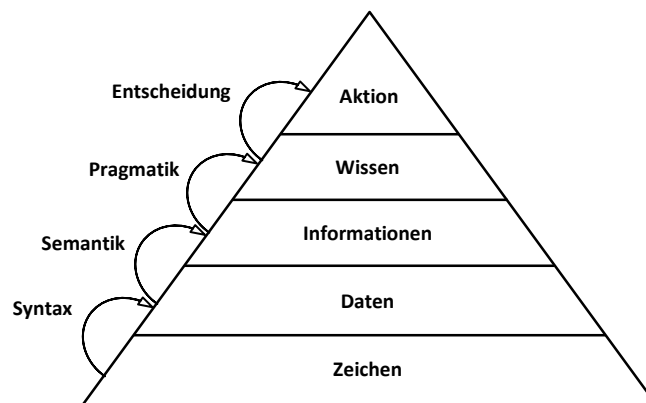 Entscheidung
Aktion
Pragmatik
Wissen
Semantik
Informationen
Syntax
Daten
Zeichen